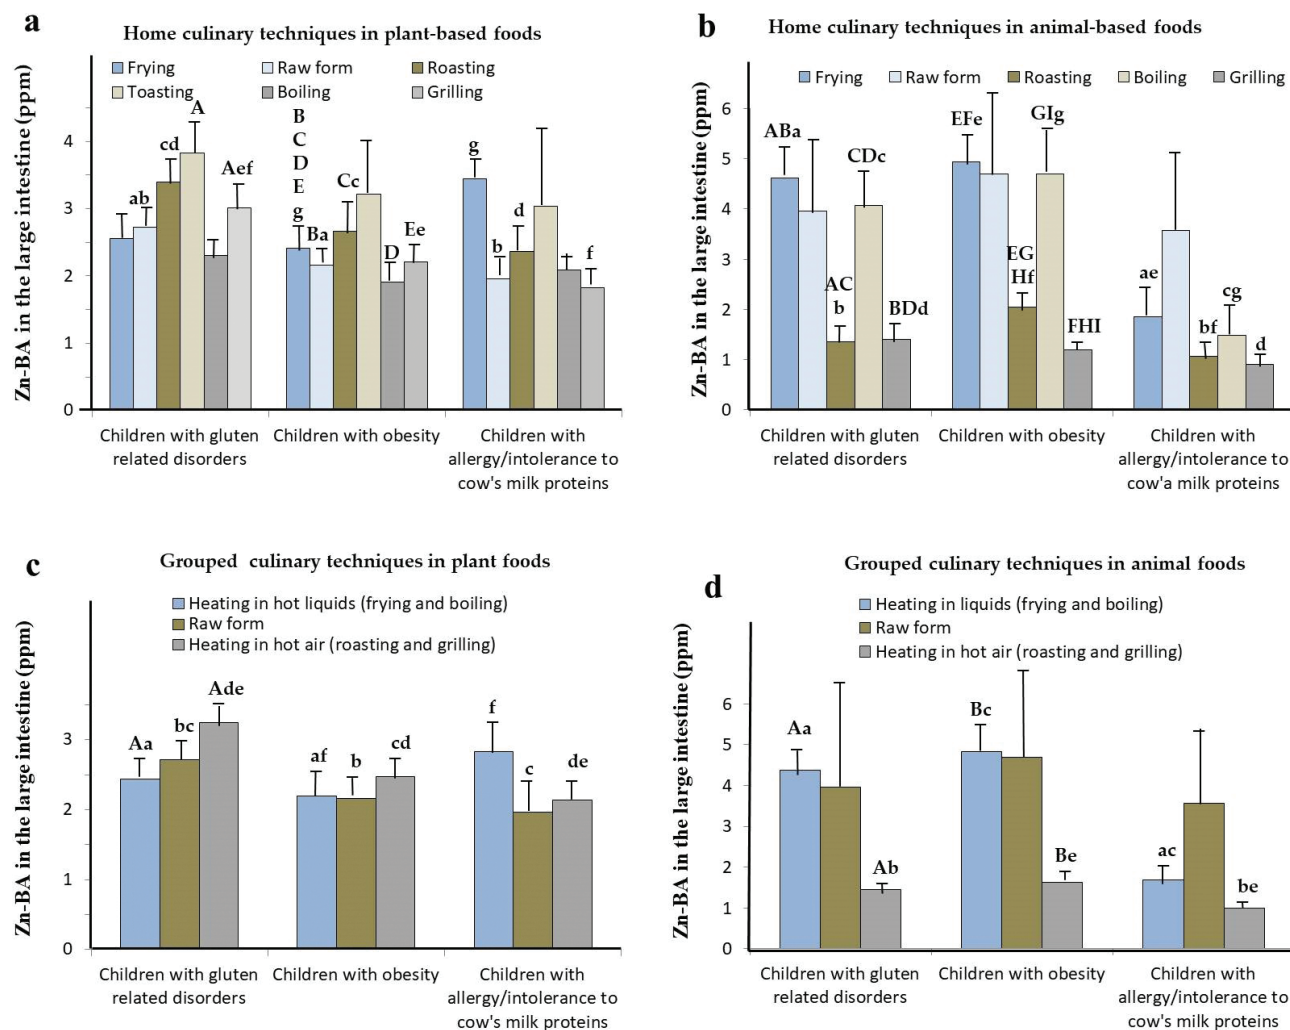 a
Home culinary techniques in plant-based foods
Zn-BA in the large intestine (ppm)
Frying Raw form Roasting
Toasting Boiling Grilling
4
3
2
1
0
ab
cd
A
Aef
B
C
D
E
g
Ba
Cc
D
Ee
g
b
d
f
Children with gluten
related disorders
Children with obesity
Children with
allergy/intolerance to
cow's milk proteins
b
Home culinary techniques in animal-based foods
Zn-BA in the large intestine (ppm)
Frying Raw form Roasting Boiling Grilling
6
5
4
3
2
1
0
ABa
AC
b
CDc
BDd
EFe
EG
Hf
GIg
FHI
ae
bf
cg
d
Children with gluten
related disorders
Children with obesity
Children with
allergy/intolerance to
cow'a milk proteins
c
Grouped culinary techniques in plant foods
Zn-BA in the large intestine (ppm)
Heating in hot liquids (frying and boiling)
Raw form
Heating in hot air (roasting and grilling)
3
2
1
0
Aa
bc
Ade
af
b
cd
f
c
de
Children with gluten
related disorders
Children with obesity
Children with
allergy/intolerance to
cow's milk proteins
d
Grouped culinary techniques in animal foods
Zn-BA in the large intestine (ppm)
Heating in liquids (frying and boiling)
Raw form
Heating in hot air (roasting and grilling)
6
5
4
3
2
1
0
Aa
Ab
Bc
Be
ac
be
Children with gluten
related disorders
Children with obesity
Children with
allergy/intolerance to
cow's milk proteins